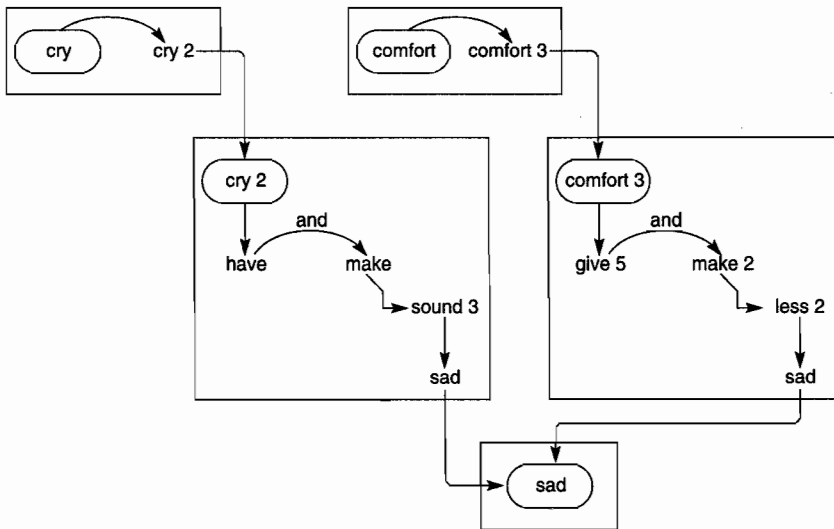 cry cry 2 comfort comfort 3
cry 2 comfort 3
and and
have make give 5 make 2
sound 3 less 2
sad sad
sad